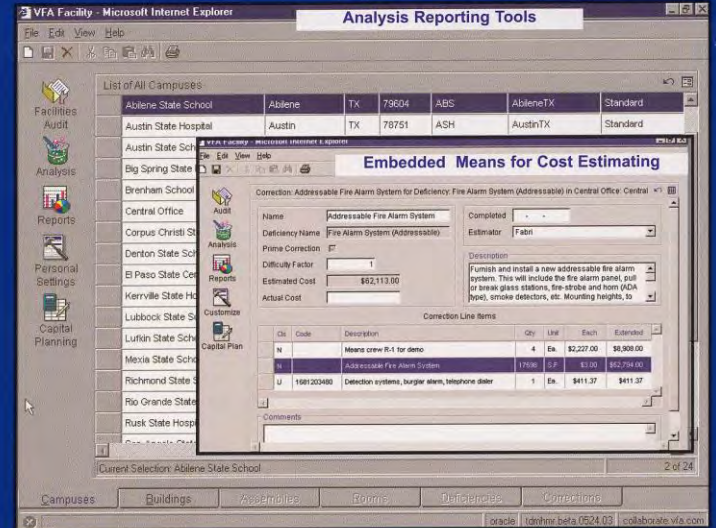 VFA Facility - Microsoft Internet Explorer
Analysis Reporting Tools
File Edit View Help
List of All Campuses
Facilities Audit
Analysis
Reports
Personal Settings
Capital Planning
Abilene State School Abilene TX 79604 ABS AbileneTX Standard
Austin State Hospital Austin TX 78751 ASH AustinTX Standard
Austin State Sch
Big Spring State
Brenham School
Central Office
Corpus Christi St
Denton State Sch
El Paso State Cen
Kerrville State Ho
Lubbock State S
Lufkin State Scho
Mexia State Scho
Richmond State S
Rio Grande State
Rusk State Hospi
VFA Facility - Microsoft Internet Explorer
File Edit View Help
Embedded Means for Cost Estimating
Audit
Analysis
Reports
Customize
Capital Plan
Correction: Addressable Fire Alarm System for Deficiency: Fire Alarm System (Addressable) in Central Office: Central
Name Addressable Fire Alarm System
Completed - -
Deficiency Name Fire Alarm System (Addressable)
Estimator Fabri
Prime Correction
Difficulty Factor 1
Estimated Cost $62,113.00
Actual Cost
Description
Furnish and install a new addressable fire alarm
system. This will include the fire alarm panel, pull
or break glass stations, fire-strobe and horn (ADA
type), smoke detectors, etc. Mounting heights, to
Correction Line Items
Code Description Qty Unit Each Extended
N Means crew R-1 for demo 4 Ea. $2,227.00 $8,908.00
N Addressable Fire Alarm System S.F. $3.00 $52,794.00
U 1681203480 Detection systems, burglar alarm, telephone dialer 1 Ea. $411.37 $411.37
Comments
Current Selection: Abilene State School 2 of 24
Campuses Buildings Assemblies Rooms Deficiencies Corrections
oracle tdmhmr beta.0524.03 collaborate.vfa.com